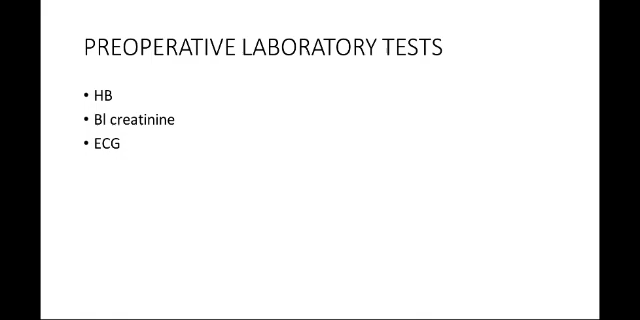 PREOPERATIVE LABORATORY TESTS
• HB
• Bl creatinine
• ECG